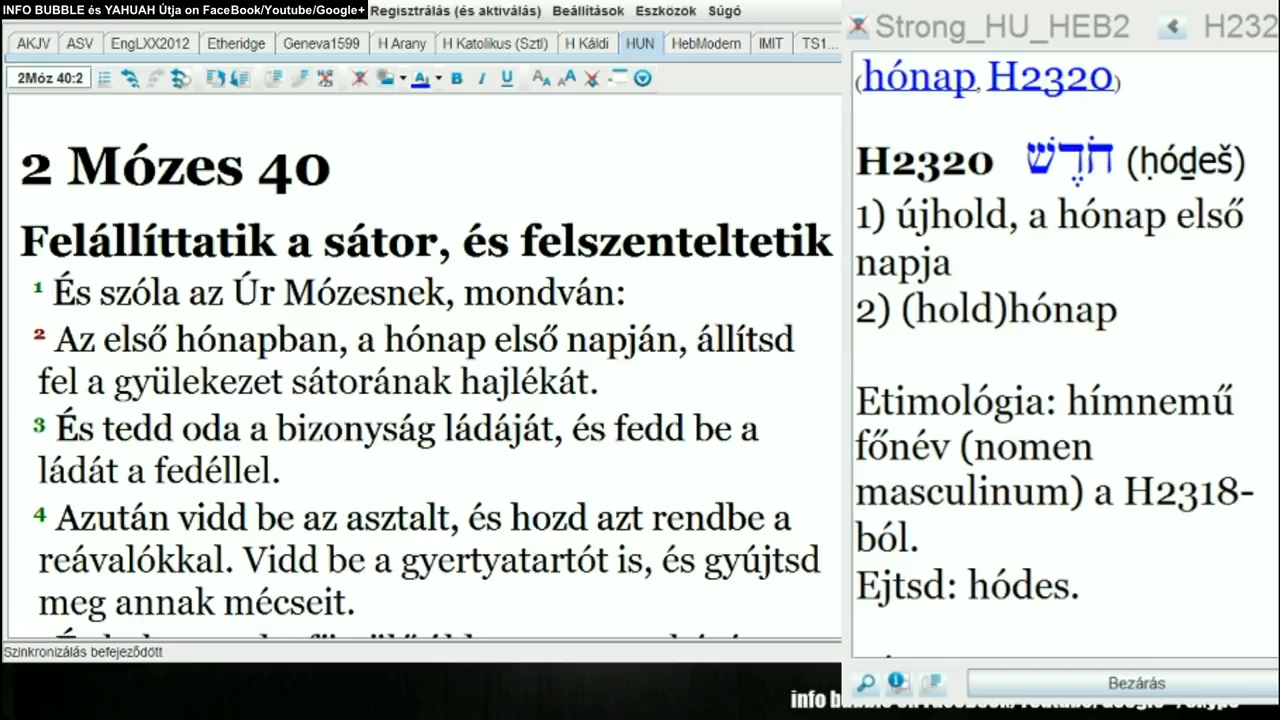 INFO BUBBLE és YAHUAH Útja on FaceBook/Youtube/Google+ Regisztrálás (és aktiválás) Beállítások Eszközök Súgó
AKJV ASV EngLXX2012 Etheridge Geneva1599 H Arany H Katolikus (Sztl) H Káldi HUN HebModern IMIT TS1...
2Móz 40:2
2 Mózes 40
Felállíttatik a sátor, és felszenteltetik
1 És szóla az Úr Mózesnek, mondván:
2 Az első hónapban, a hónap első napján, állítsd
fel a gyülekezet sátorának hajlékát.
3 És tedd oda a bizonyság ládáját, és fedd be a
ládát a fedéllel.
4 Azután vidd be az asztalt, és hozd azt rendbe a
reávalókkal. Vidd be a gyertyatartót is, és gyújtsd
meg annak mécseit.
Szinkronizálás befejeződött
Strong_HU_HEB2 H232
(hónap, H2320)
H2320 חֹדֶשׁ (ḥóḏeš)
1) újhold, a hónap első
napja
2) (hold)hónap
Etimológia: hímnemű
főnév (nomen
masculinum) a H2318-
ból.
Ejtsd: hódes.
Bezárás
info